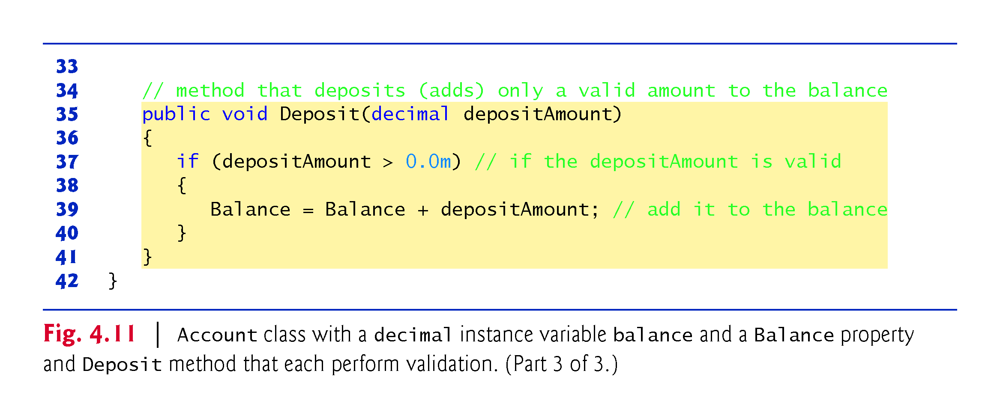 33
34 // method that deposits (adds) only a valid amount to the balance
35 public void Deposit(decimal depositAmount)
36 {
37 if (depositAmount > 0.0m) // if the depositAmount is valid
38 {
39 Balance = Balance + depositAmount; // add it to the balance
40 }
41 }
42 }
Fig. 4.11 | Account class with a decimal instance variable balance and a Balance property
and Deposit method that each perform validation. (Part 3 of 3.)